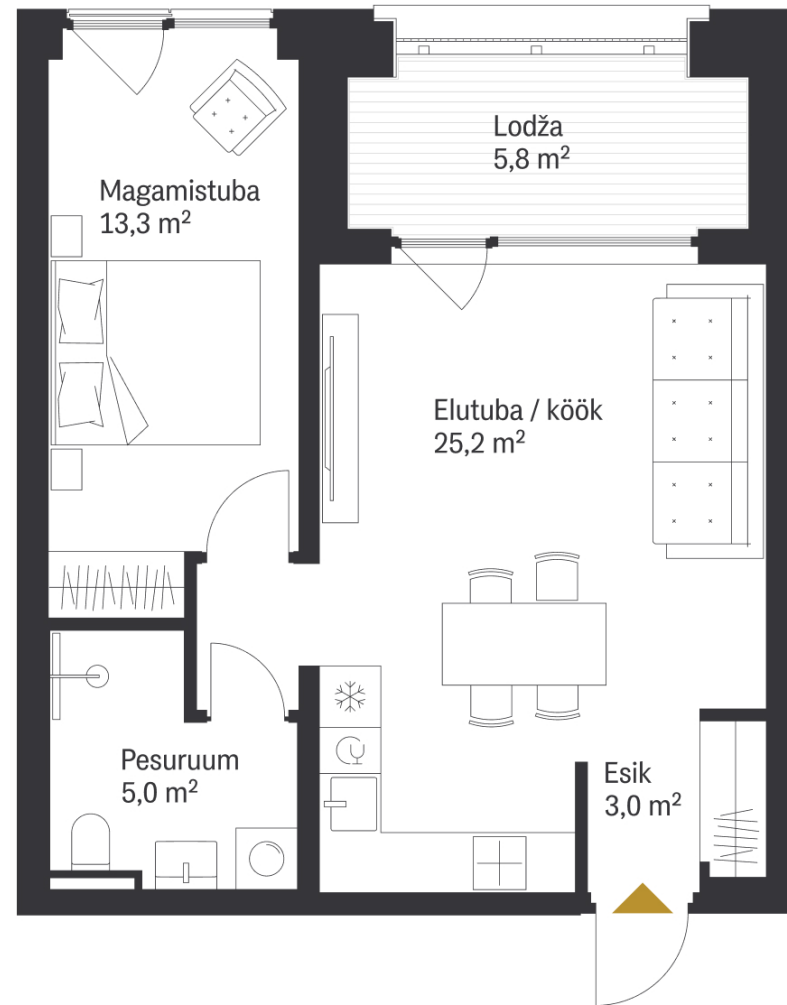 Lodža
5,8 m²
Magamistuba
13,3 m²
Elutuba / köök
25,2 m²
Pesuruum
5,0 m²
Esik
3,0 m²